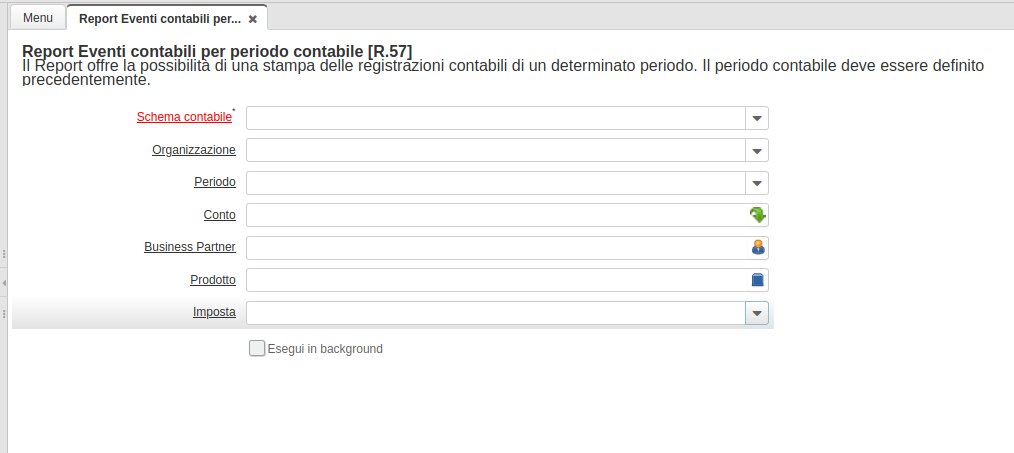 Menu
Report Eventi contabili per...
Report Eventi contabili per periodo contabile [R.57]
Il Report offre la possibilità di una stampa delle registrazioni contabili di un determinato periodo. Il periodo contabile deve essere definito
precedentemente.
Schema contabile*
Organizzazione
Periodo
Conto
Business Partner
Prodotto
Imposta
Esegui in background